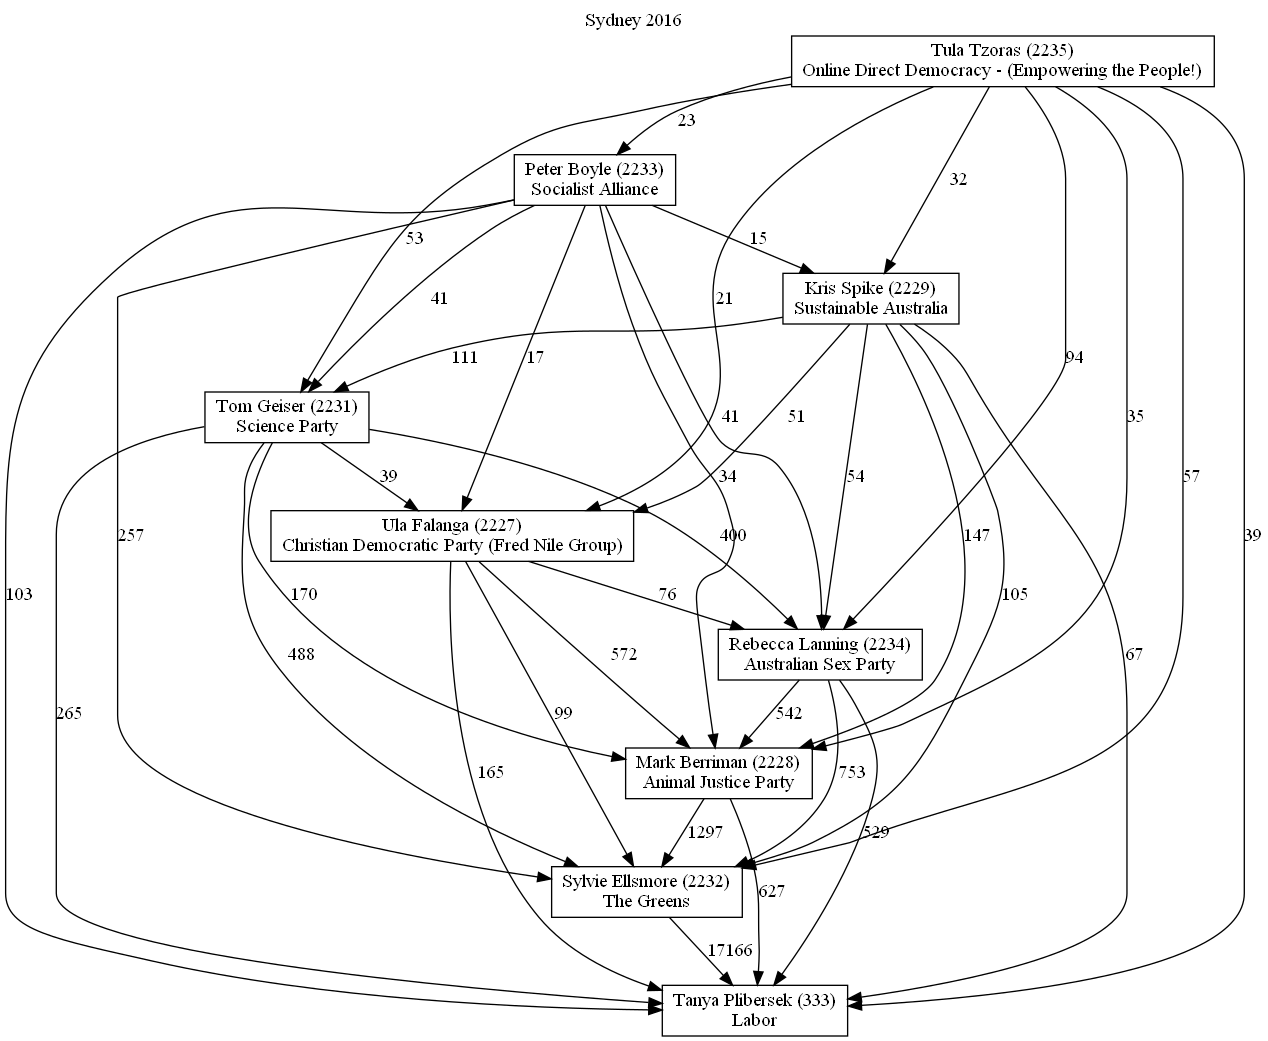 Sydney 2016
Tula Tzoras (2235)
Online Direct Democracy - (Empowering the People!)
23
Peter Boyle (2233)
Socialist Alliance
32
53
15
41
21
Kris Spike (2229)
Sustainable Australia
111
17
94
Tom Geiser (2231)
Science Party
41
51
35
39
34
54
57
Ula Falanga (2227)
Christian Democratic Party (Fred Nile Group)
257
400
147
39
103
170
76
105
Rebecca Lanning (2234)
Australian Sex Party
488
572
67
265
99
542
Mark Berriman (2228)
Animal Justice Party
165
753
1297
529
Sylvie Ellsmore (2232)
The Greens
627
17166
Tanya Plibersek (333)
Labor